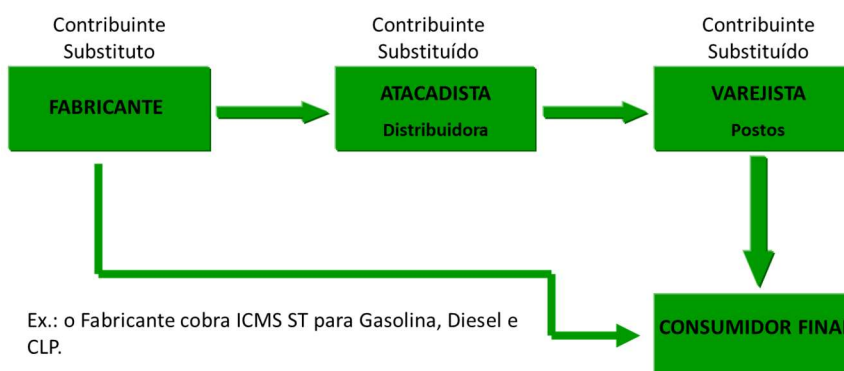 Contribuinte
Substituto
Contribuinte
Substituído
Contribuinte
Substituído
FABRICANTE
ATACADISTA
Distribuidora
VAREJISTA
Postos
Ex.: o Fabricante cobra ICMS ST para Gasolina, Diesel e
CLP.
CONSUMIDOR FINAL